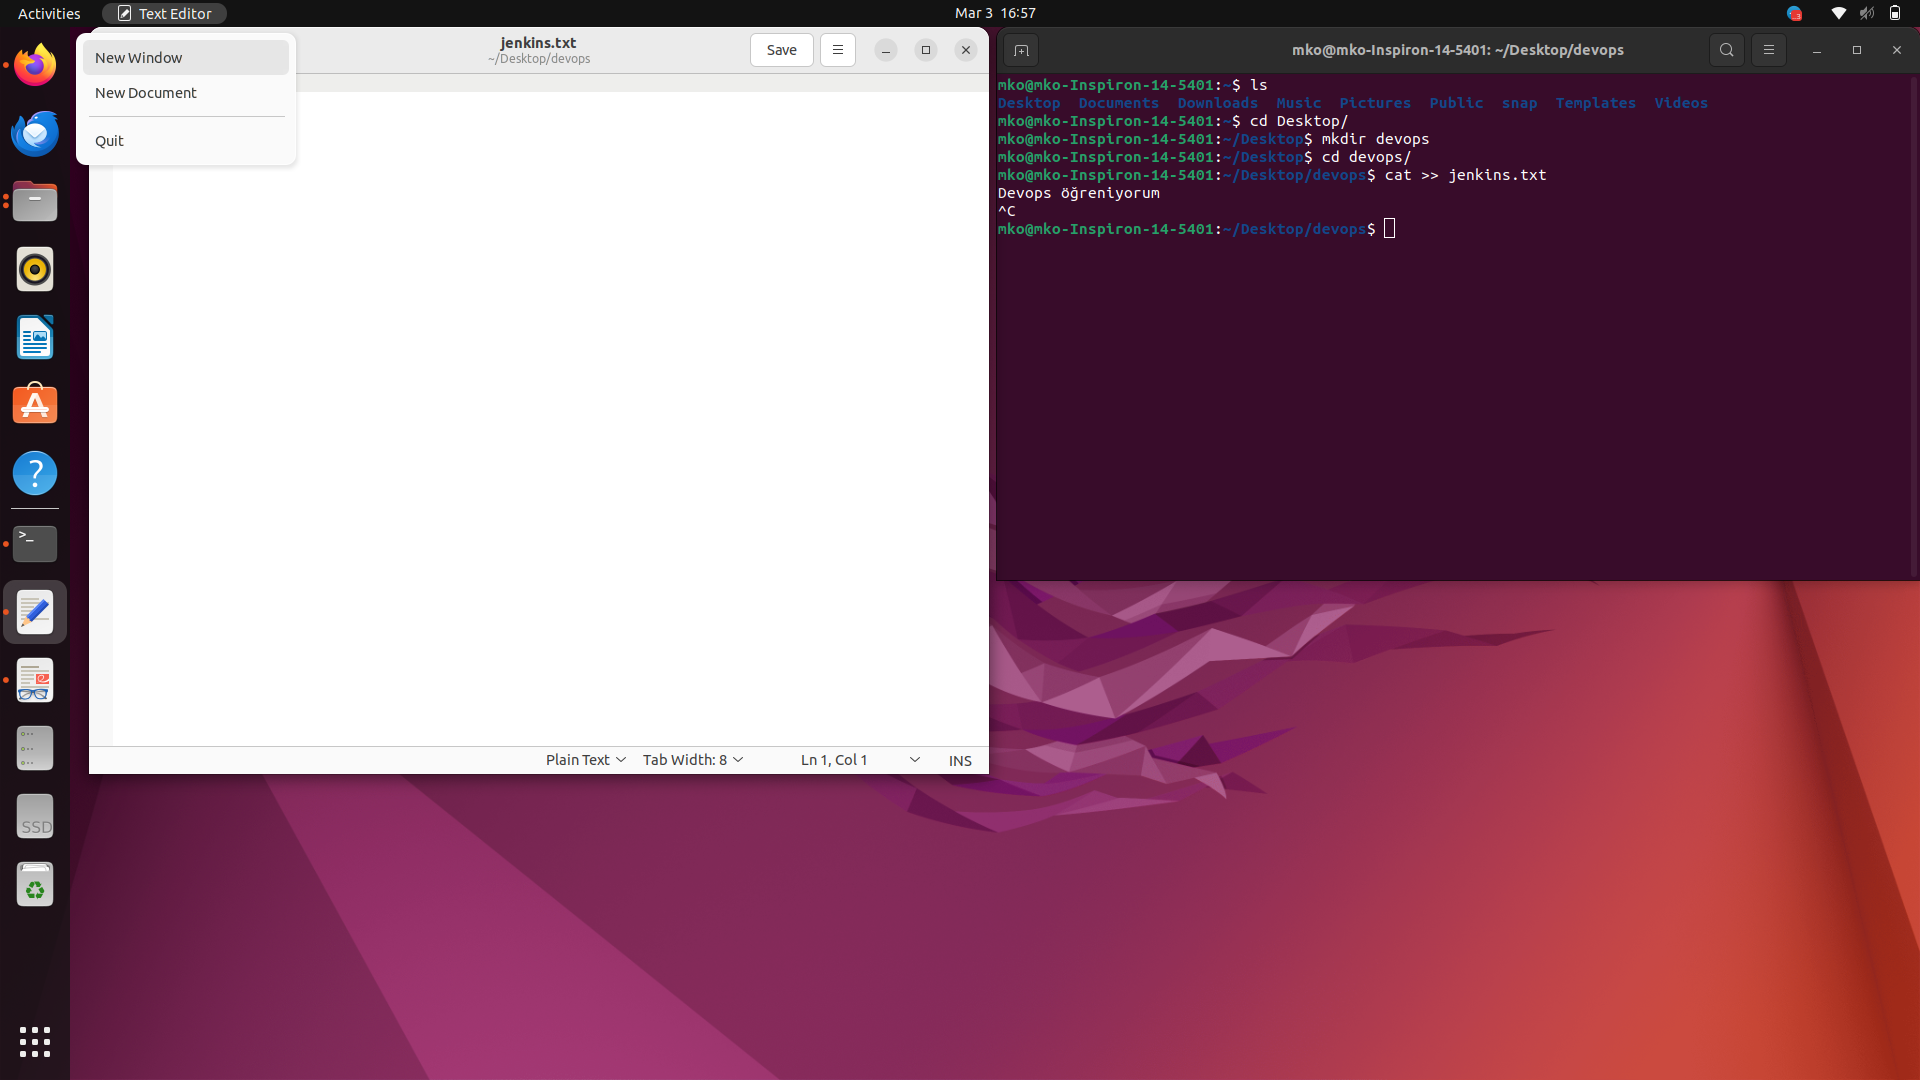 Activities
Text Editor
Mar 3 16:57
New Window
New Document
Quit
jenkins.txt
~/Desktop/devops
Save
Plain Text
Tab Width: 8
Ln 1, Col 1
INS
mko@mko-Inspiron-14-5401: ~/Desktop/devops
mko@mko-Inspiron-14-5401:~$ ls
Desktop Documents Downloads Music Pictures Public snap Templates Videos
mko@mko-Inspiron-14-5401:~$ cd Desktop/
mko@mko-Inspiron-14-5401:~/Desktop$ mkdir devops
mko@mko-Inspiron-14-5401:~/Desktop$ cd devops/
mko@mko-Inspiron-14-5401:~/Desktop/devops$ cat >> jenkins.txt
Devops öğreniyorum
^C
mko@mko-Inspiron-14-5401:~/Desktop/devops$
SSD